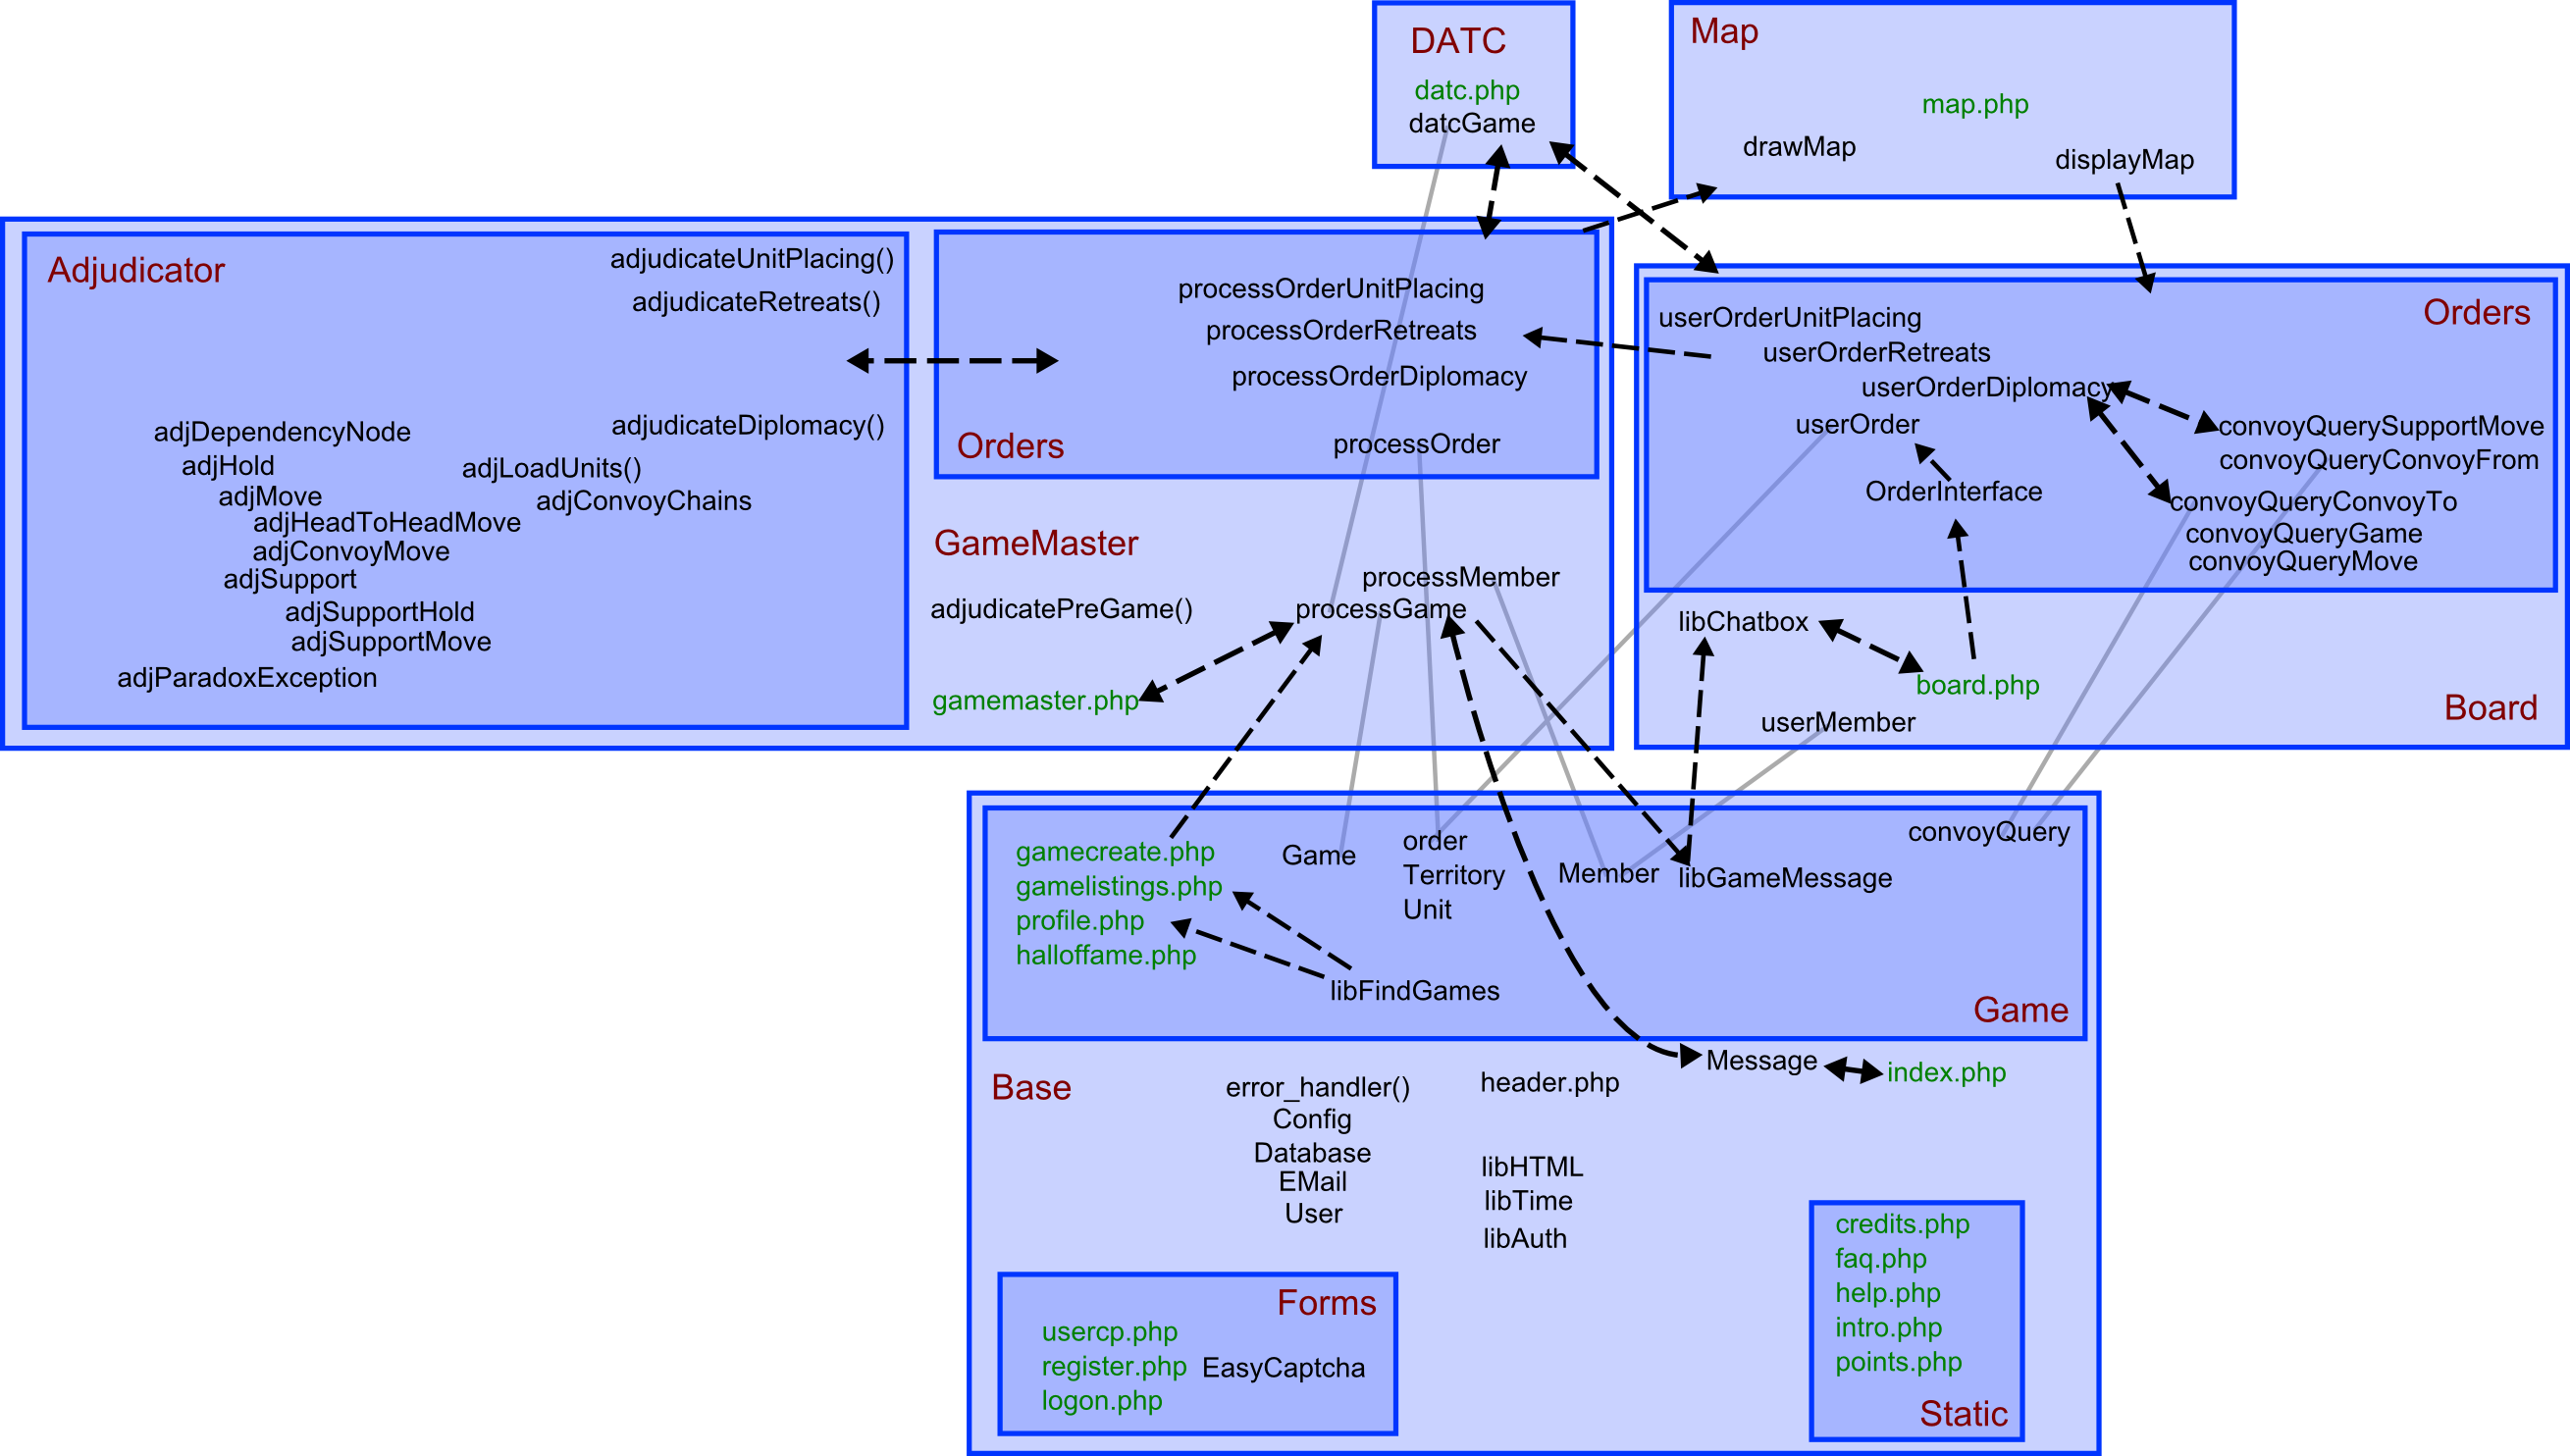 DATC
datc.php
datcGame
Map
map.php
drawMap
displayMap
Adjudicator
adjudicateUnitPlacing()
adjudicateRetreats()
adjudicateDiplomacy()
adjDependencyNode
adjHold
adjMove
adjHeadToHeadMove
adjConvoyMove
adjSupport
adjSupportHold
adjSupportMove
adjParadoxException
adjLoadUnits()
adjConvoyChains
processOrderUnitPlacing
processOrderRetreats
processOrderDiplomacy
processOrder
Orders
GameMaster
processMember
adjudicatePreGame()
processGame
gamemaster.php
Orders
userOrderUnitPlacing
userOrderRetreats
userOrderDiplomacy
userOrder
OrderInterface
convoyQuerySupportMove
convoyQueryConvoyFrom
convoyQueryConvoyTo
convoyQueryGame
convoyQueryMove
libChatbox
board.php
userMember
Board
gamecreate.php
gamelistings.php
profile.php
halloffame.php
Game
order
Territory
Unit
Member
libGameMessage
convoyQuery
libFindGames
Game
Base
error_handler()
Config
Database
EMail
User
header.php
libHTML
libTime
libAuth
Message
index.php
Forms
usercp.php
register.php
logon.php
EasyCaptcha
credits.php
faq.php
help.php
intro.php
points.php
Static